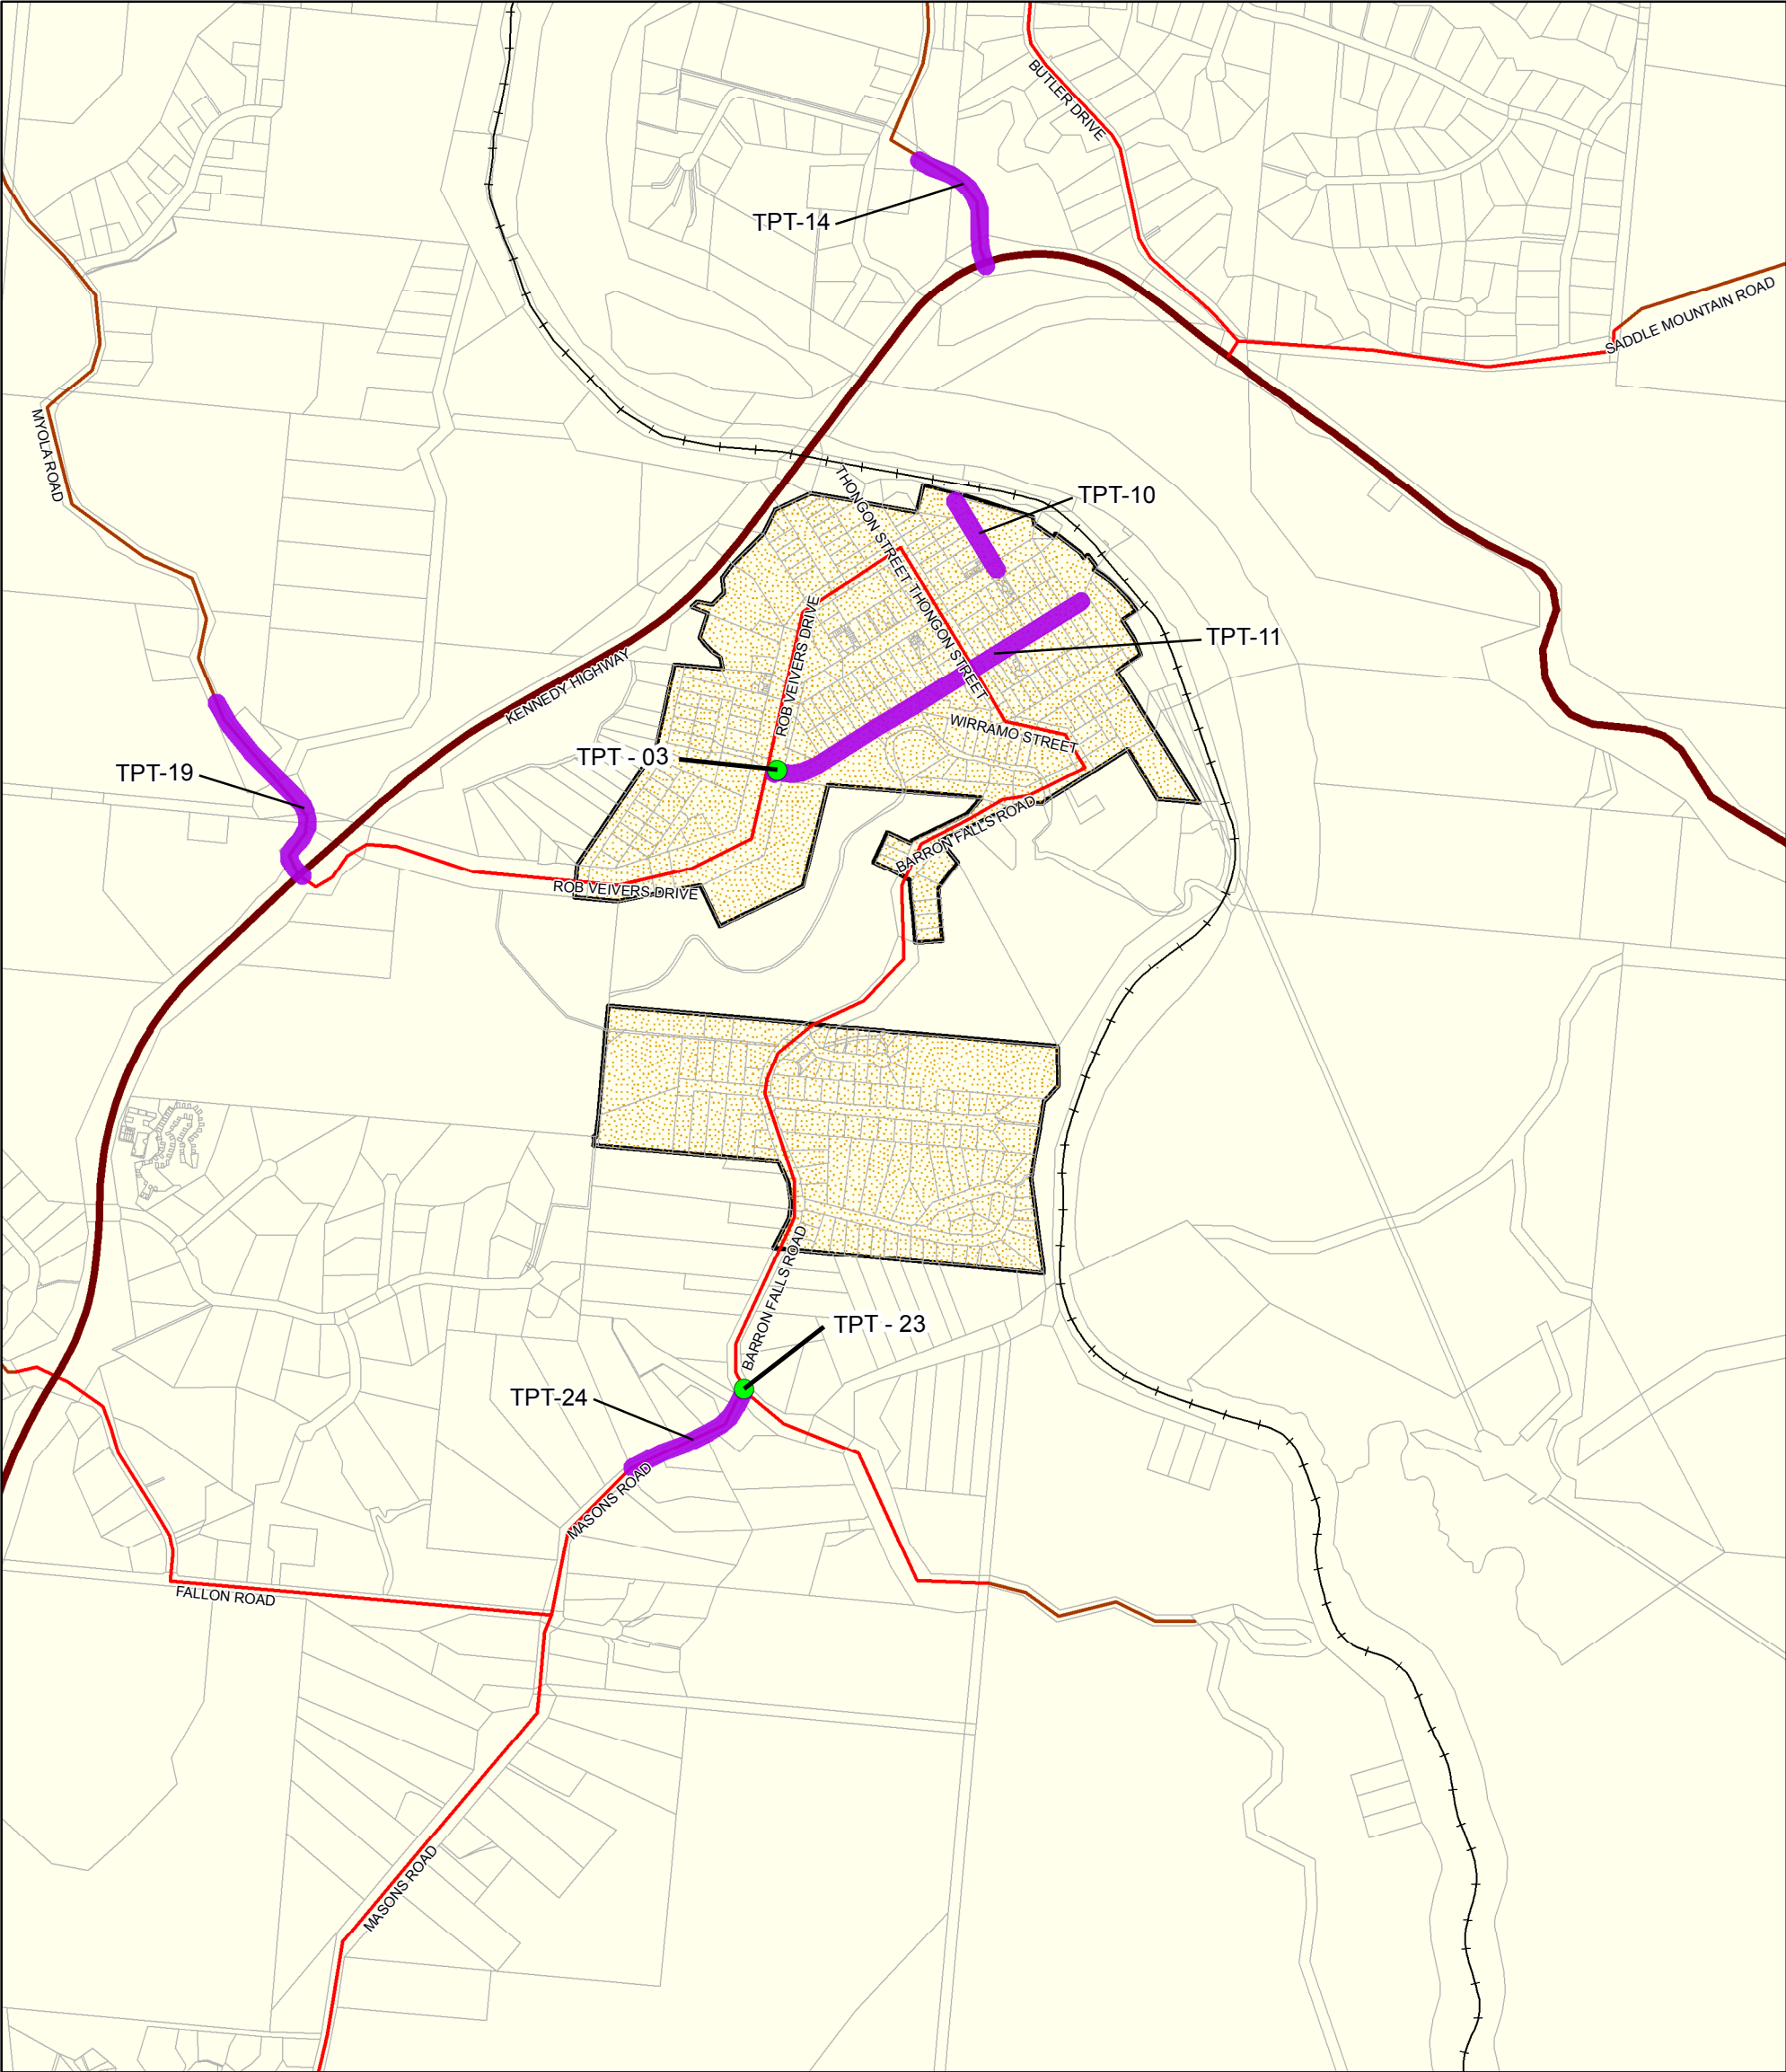 BUTLER DRIVE
TPT-14
SADDLE MOUNTAIN ROAD
MYOLA ROAD
THONGON STREET
TPT-10
THONGON STREET
ROB VEIVERS DRIVE
TPT-11
KENNEDY HIGHWAY
WIRRAMO STREET
TPT - 03
TPT-19
BARRON FALLS ROAD
ROB VEIVERS DRIVE
BARRON FALLS ROAD
TPT - 23
TPT-24
MASONS ROAD
FALLON ROAD
MASONS ROAD